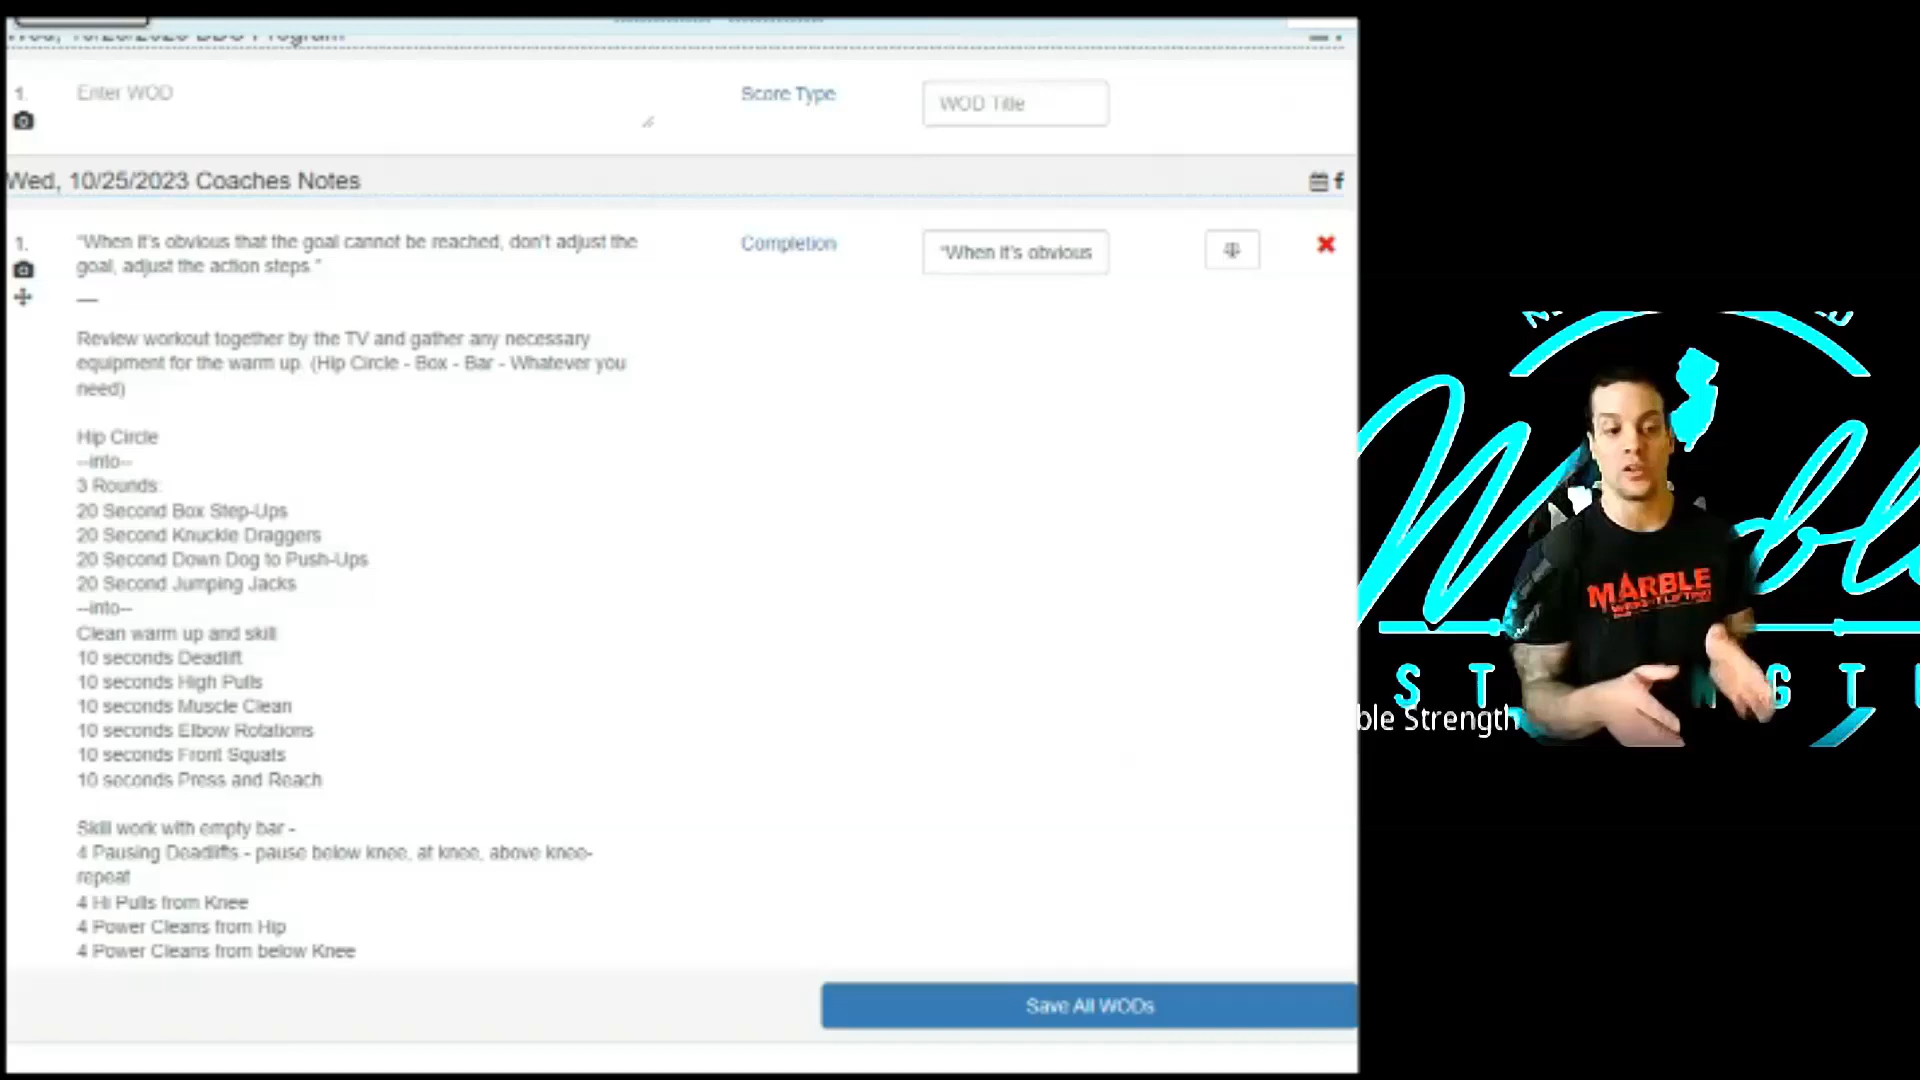 1.
Enter WOD
Score Type
WOD Title
Wed, 10/25/2023 Coaches Notes
1.
"When it's obvious that the goal cannot be reached, don't adjust the
goal, adjust the action steps."
Completion
"When it's obvious
—
Review workout together by the TV and gather any necessary
equipment for the warm up. (Hip Circle - Box - Bar - Whatever you
need)
Hip Circle
--into--
3 Rounds:
20 Second Box Step-Ups
20 Second Knuckle Draggers
20 Second Down Dog to Push-Ups
20 Second Jumping Jacks
--into--
Clean warm up and skill
10 seconds Deadlift
10 seconds High Pulls
10 seconds Muscle Clean
10 seconds Elbow Rotations
10 seconds Front Squats
10 seconds Press and Reach
Skill work with empty bar -
4 Pausing Deadlifts - pause below knee, at knee, above knee-
repeat
4 Hi Pulls from Knee
4 Power Cleans from Hip
4 Power Cleans from below Knee
Save All WODs
MARBLE
ble Strength